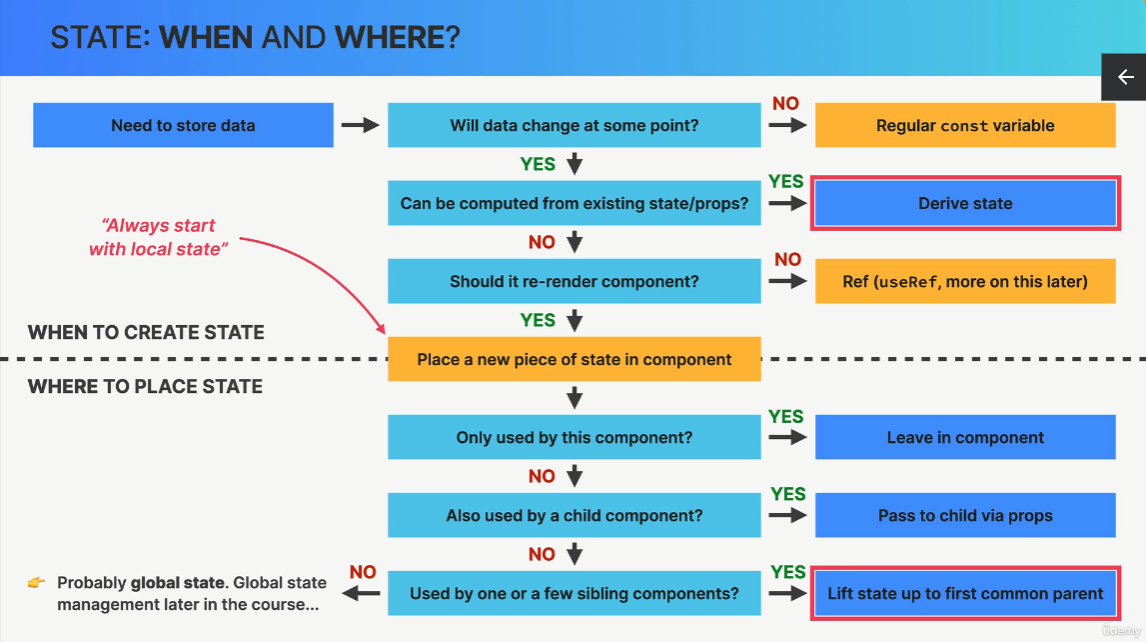 STATE: WHEN AND WHERE?
Need to store data
Will data change at some point?
NO
Regular const variable
YES
Can be computed from existing state/props?
YES
Derive state
NO
Should it re-render component?
NO
Ref (useRef, more on this later)
YES
“Always start
with local state”
WHEN TO CREATE STATE
Place a new piece of state in component
WHERE TO PLACE STATE
Only used by this component?
YES
Leave in component
NO
Also used by a child component?
YES
Pass to child via props
NO
Used by one or a few sibling components?
YES
Lift state up to first common parent
NO
👉 Probably global state. Global state
management later in the course...
ûdemy